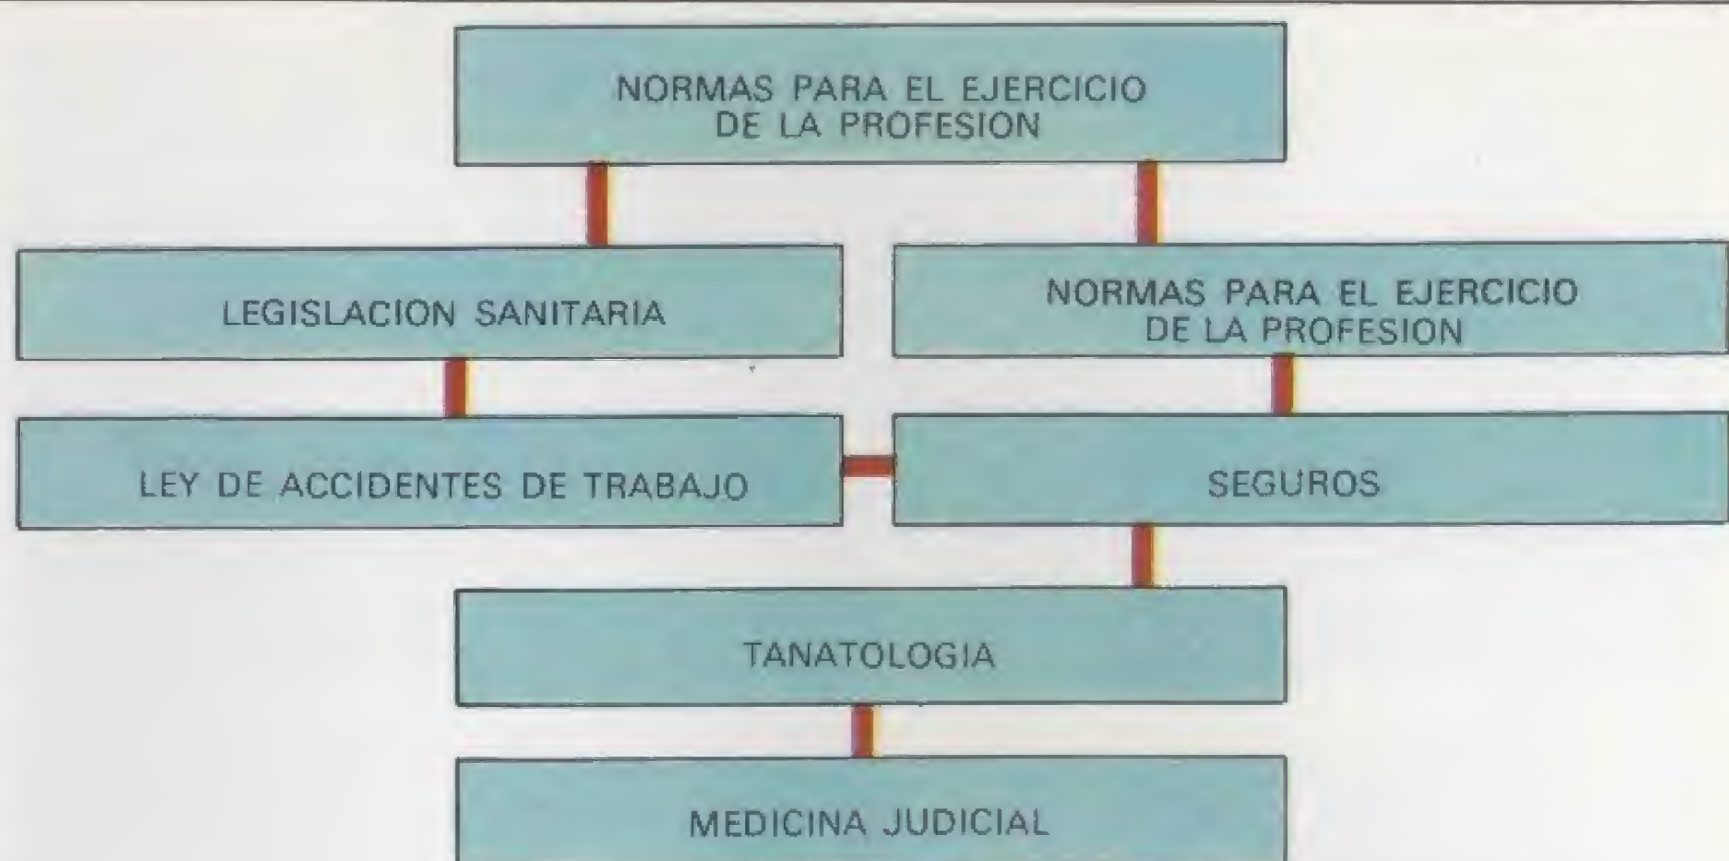 NORMAS PARA EL EJERCICIO
DE LA PROFESION
LEGISLACION SANITARIA
NORMAS PARA EL EJERCICIO
DE LA PROFESION
LEY DE ACCIDENTES DE TRABAJO
SEGUROS
TANATOLOGIA
MEDICINA JUDICIAL